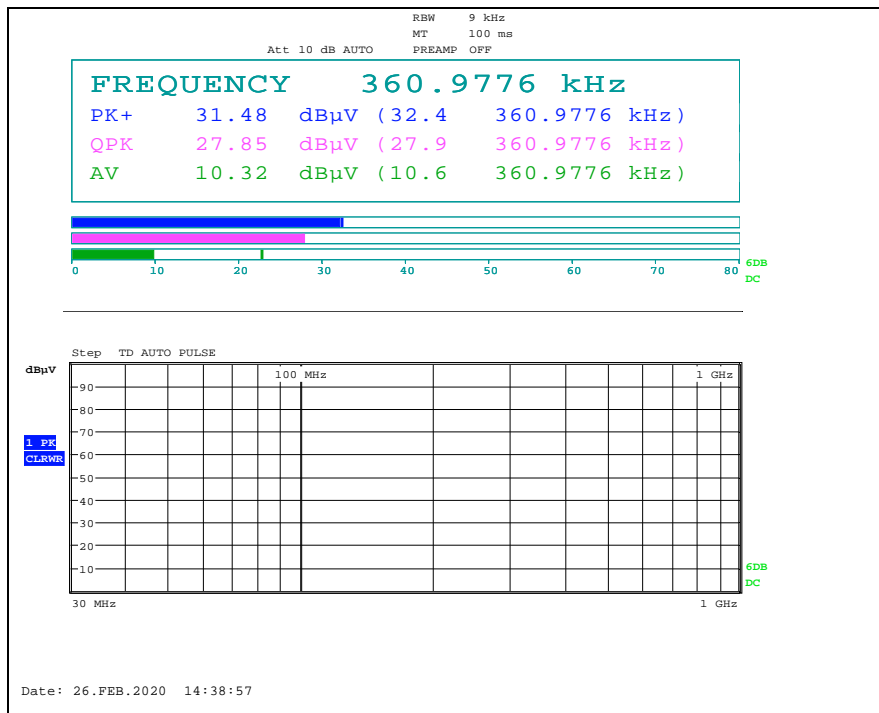 RBW 9 kHz
MT 100 ms
Att 10 dB AUTO PREAMP OFF
FREQUENCY 360.9776 kHz
PK+ 31.48 dBµV (32.4 360.9776 kHz)
QPK 27.85 dBµV (27.9 360.9776 kHz)
AV 10.32 dBµV (10.6 360.9776 kHz)
0 10 20 30 40 50 60 70 80
6DB
DC
Step TD AUTO PULSE
dBµV
100 MHz 1 GHz
90
80
70
1 PK
60
CLRWR
50
40
30
20
10
6DB
DC
30 MHz 1 GHz
Date: 26.FEB.2020 14:38:57